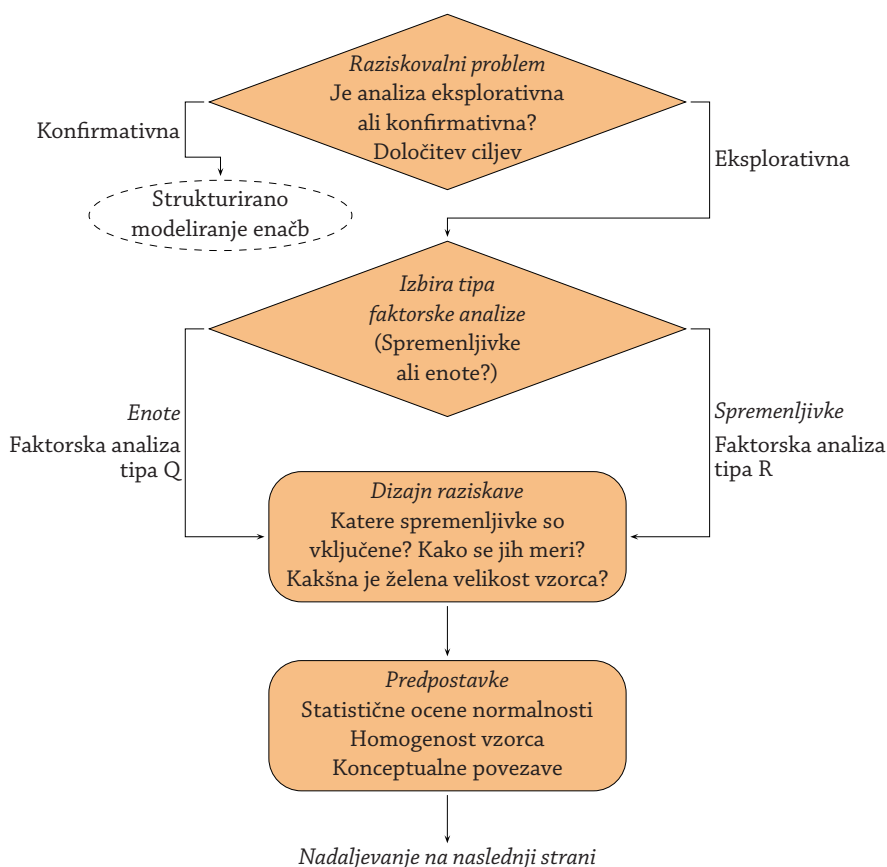 Raziskovalni problem
Je analiza eksplorativna
ali konfirmativna?
Določitev ciljev
Konfirmativna
Eksplorativna
Strukturirano
modeliranje enačb
Izbira tipa
faktorske analize
(Spremenljivke
ali enote?)
Enote
Faktorska analiza
tipa Q
Spremenljivke
Faktorska analiza
tipa R
Dizajn raziskave
Katere spremenljivke so
vključene? Kako se jih meri?
Kakšna je želena velikost vzorca?
Predpostavke
Statistične ocene normalnosti
Homogenost vzorca
Konceptualne povezave
Nadaljevanje na naslednji strani